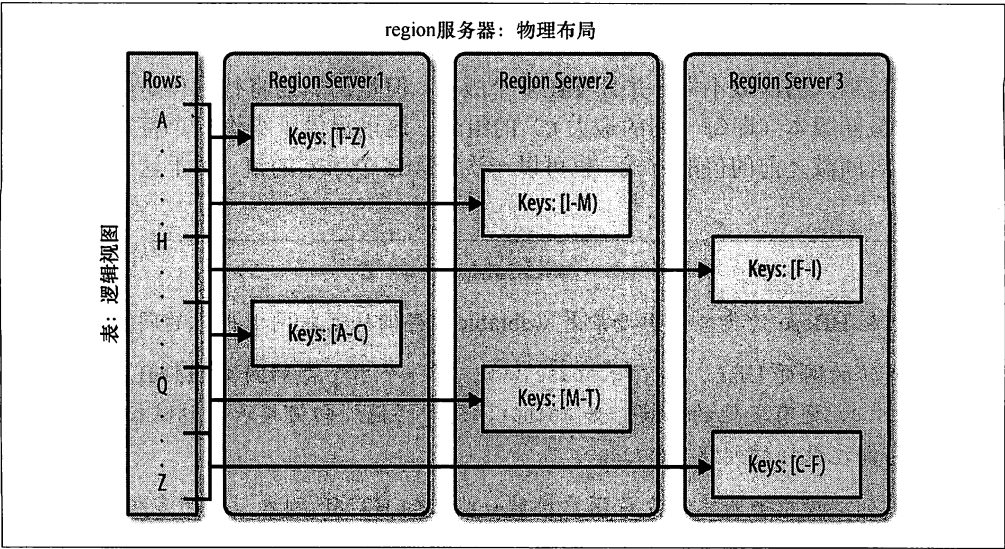 region服务器：物理布局
表：逻辑视图
Rows
A
H
Q
Z
Region Server 1
Keys: [T-Z)
Keys: [A-C)
Region Server 2
Keys: [I-M)
Keys: [M-T)
Region Server 3
Keys: [F-I)
Keys: [C-F)